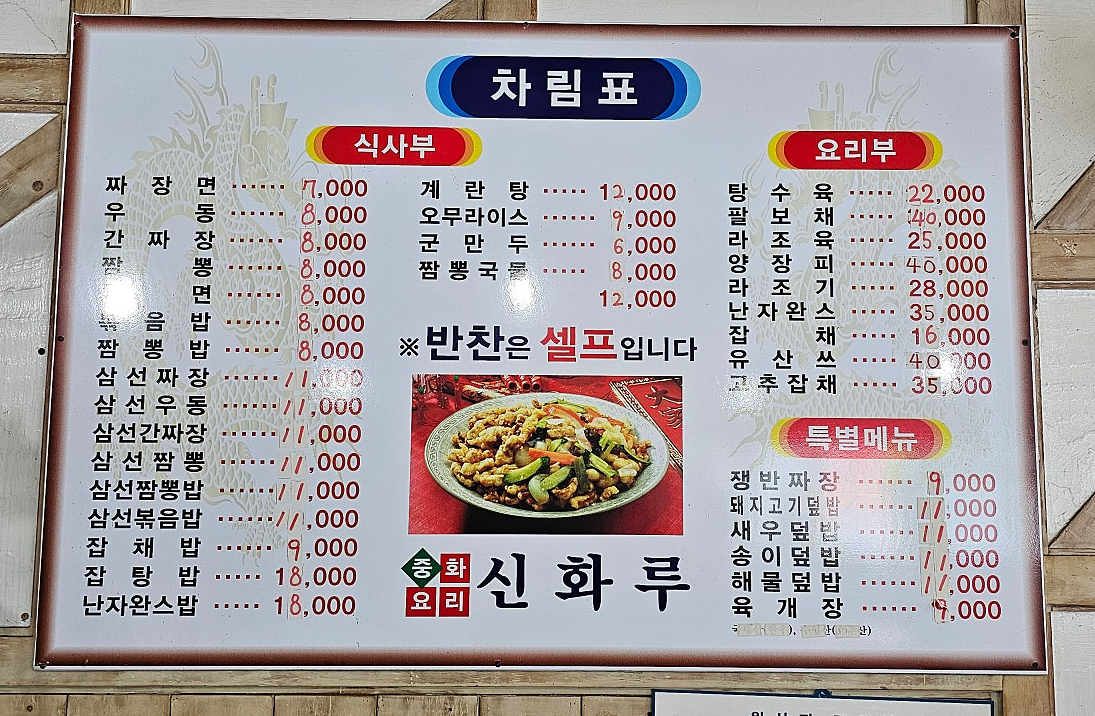 차림표
식사부
짜장면 ······ 7,000
우동 ······ 8,000
간짜장 ······ 8,000
짬뽕 ······ 8,000
면 ······ 8,000
볶음밥 ······ 8,000
짬뽕밥 ······ 8,000
삼선짜장 ······ 11,000
삼선우동 ······ 11,000
삼선간짜장 ······ 11,000
삼선짬뽕 ······ 11,000
삼선짬뽕밥 ······ 11,000
삼선볶음밥 ······ 11,000
잡채밥 ······ 9,000
잡탕밥 ······ 18,000
난자완스밥 ····· 18,000
계란탕 ····· 12,000
오무라이스 ····· 9,000
군만두 ····· 6,000
짬뽕국물 ····· 8,000
12,000
※반찬은 셀프입니다
중화요리 신화루
요리부
탕수육 ····· 22,000
팔보채 ····· 40,000
라조육 ····· 25,000
양장피 ····· 40,000
라조기 ····· 28,000
난자완스 ····· 35,000
잡채 ····· 16,000
유산쓰 ····· 40,000
고추잡채 ····· 35,000
특별메뉴
쟁반짜장 ······ 9,000
돼지고기덮밥 ······ 11,000
새우덮밥 ······ 11,000
송이덮밥 ······ 11,000
해물덮밥 ······ 11,000
육개장 ······ 9,000